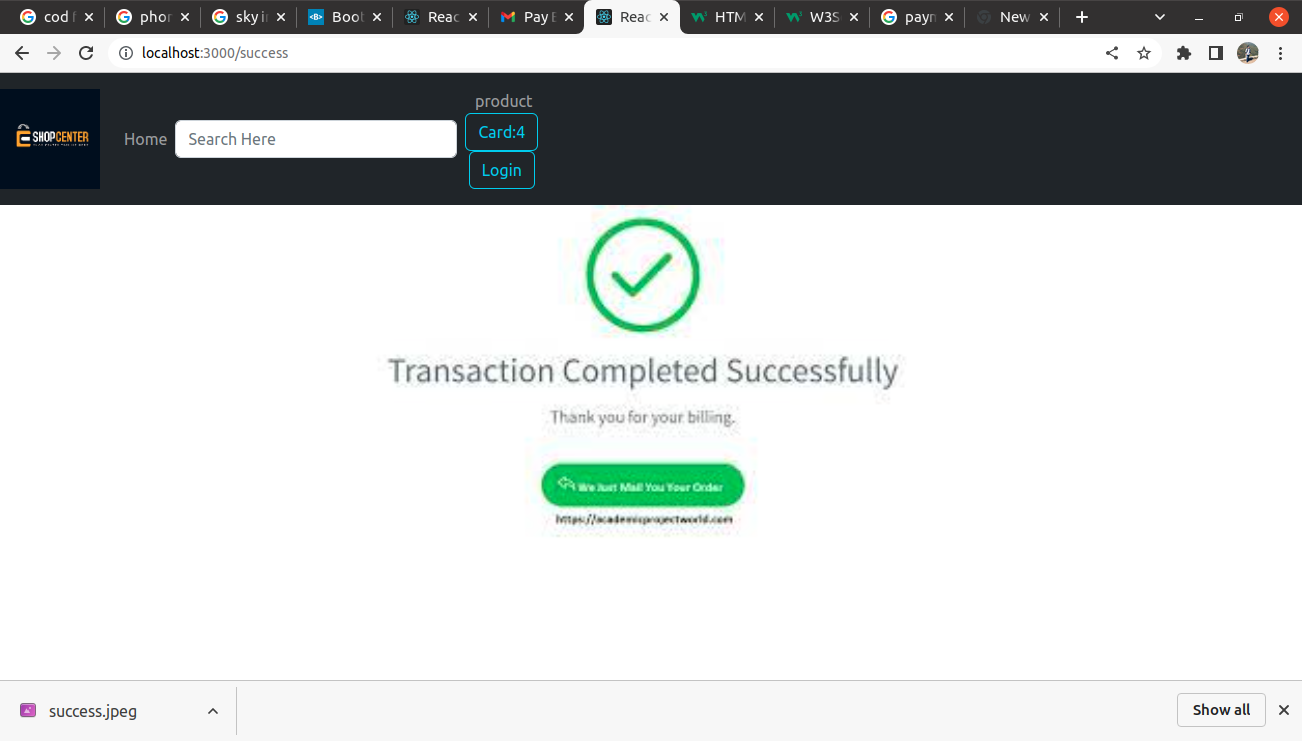 cod f
phor
sky i
Boot
Reac
Pay E
Reac
HTM
W3S
payn
New
localhost:3000/success
SHOPCENTER
Home
Search Here
product
Card:4
Login
Transaction Completed Successfully
Thank you for your billing.
We Just Mail You Your Order
https://academicprojectworld.com
success.jpeg
Show all